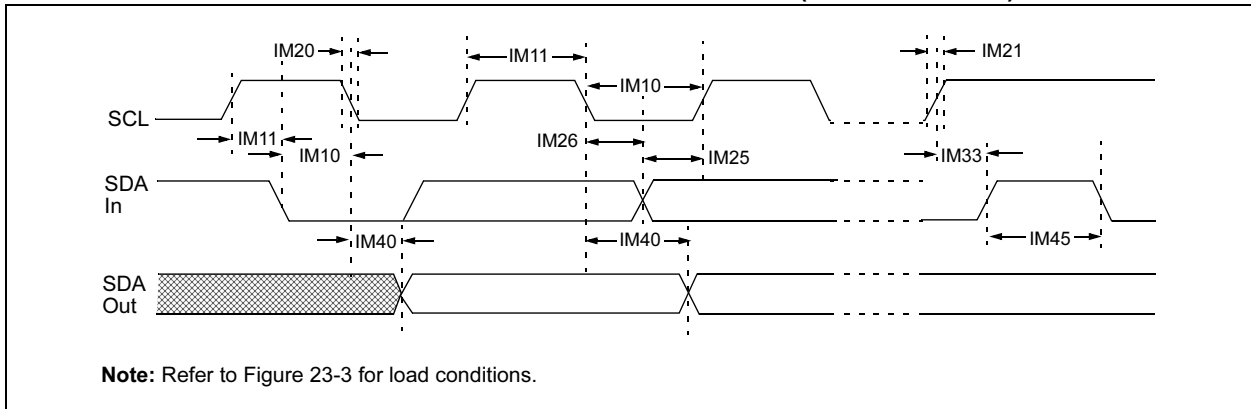 IM20
IM11
IM10
IM21
SCL
IM11
IM10
IM26
IM25
IM33
SDA
In
IM40
IM40
IM45
SDA
Out
Note: Refer to Figure 23-3 for load conditions.